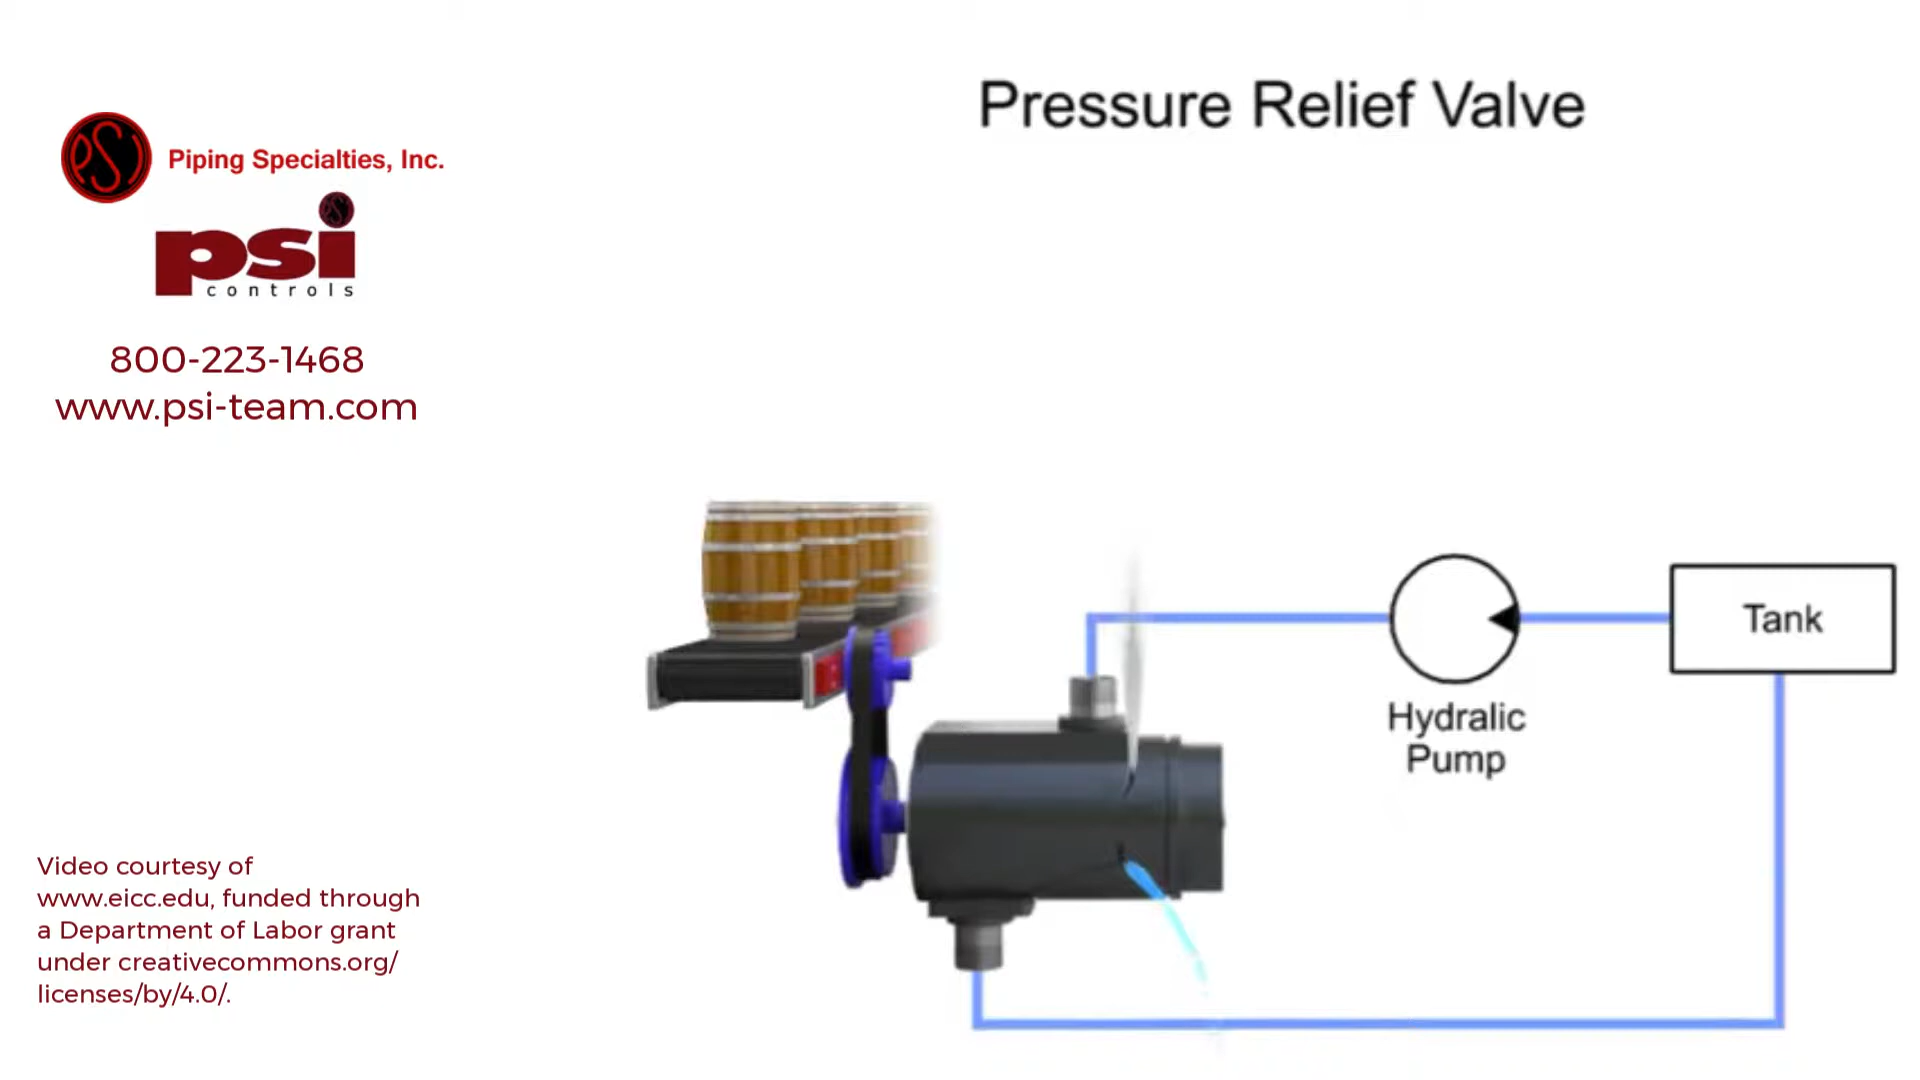 Pressure Relief Valve
PSI
Piping Specialties, Inc.
psi
controls
800-223-1468
www.psi-team.com
Tank
Hydralic
Pump
Video courtesy of
www.eicc.edu, funded through
a Department of Labor grant
under creativecommons.org/
licenses/by/4.0/.